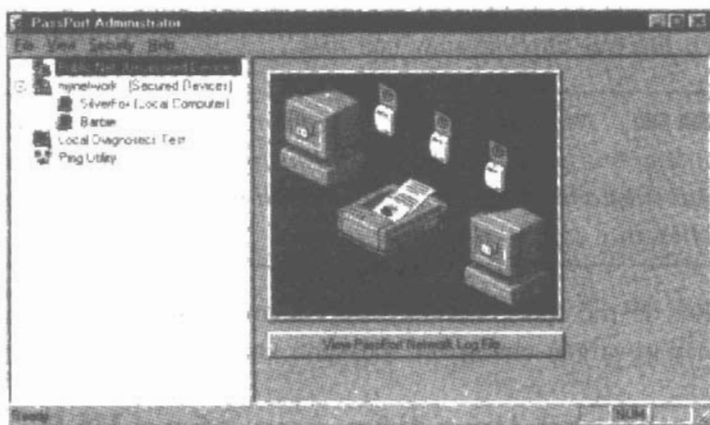 PassPort Administrator
File View Security Help
mynetwork (Secured Devices)
SilverFox (Local Computer)
Barbie
Local Diagnostics Test
Ping Utility
View PassPort Network Log File
Ready
NUM